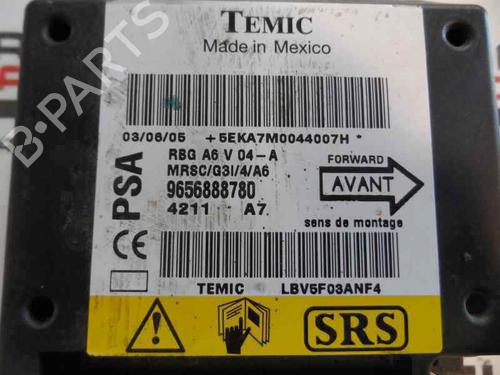 TEMIC
Made in Mexico
03/06/05 +5EKA7M0044007H *
PSA
RBG A6 V 04-A
MRSC/G3I/4/A6
9656888780
4211 A7
FORWARD
AVANT
sens de montage
CE
TEMIC LBV5F03ANF4
SRS
B-PARTS